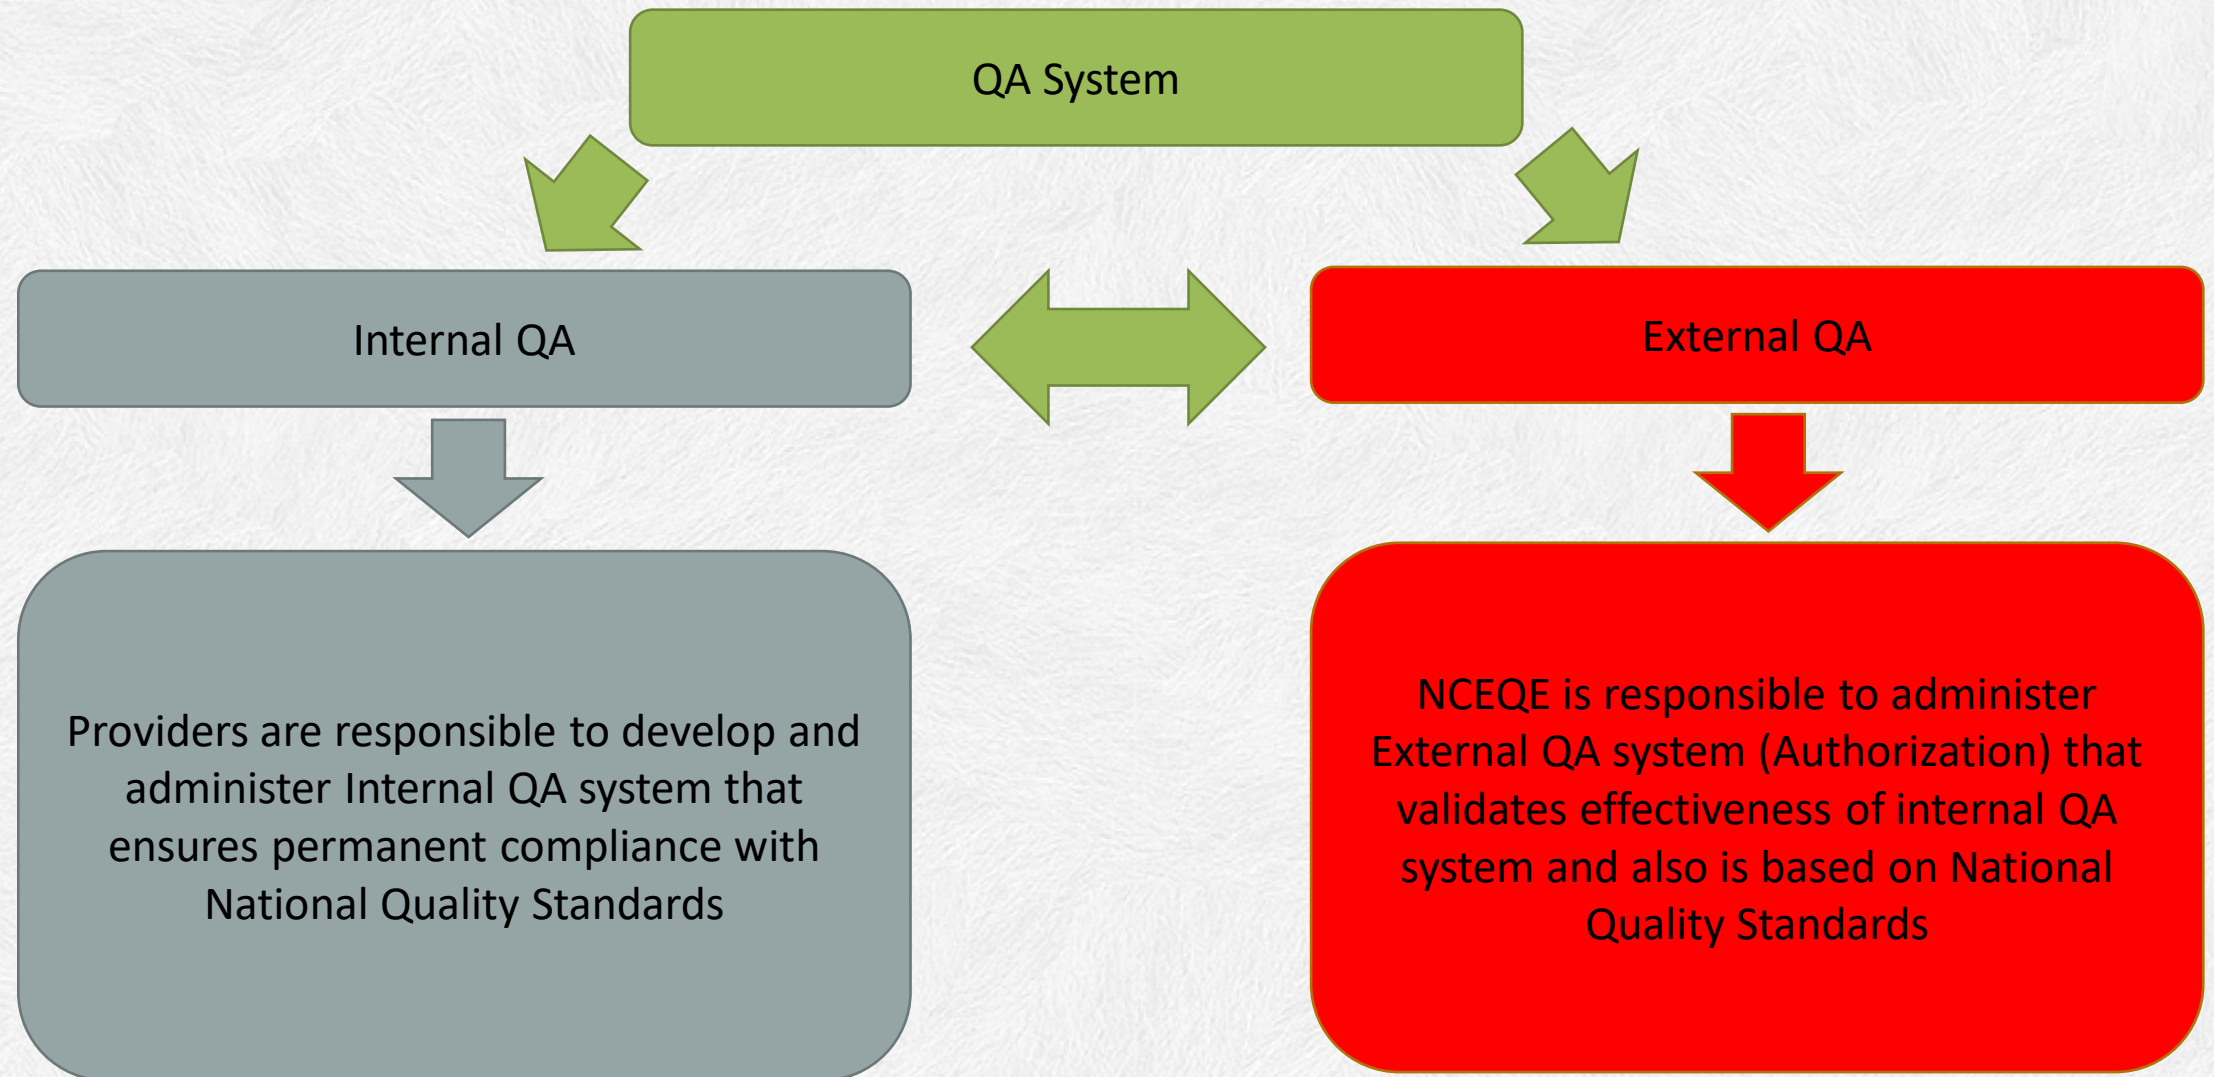 QA System
Internal QA
External QA
Providers are responsible to develop and
administer Internal QA system that
ensures permanent compliance with
National Quality Standards
NCEQE is responsible to administer
External QA system (Authorization) that
validates effectiveness of internal QA
system and also is based on National
Quality Standards